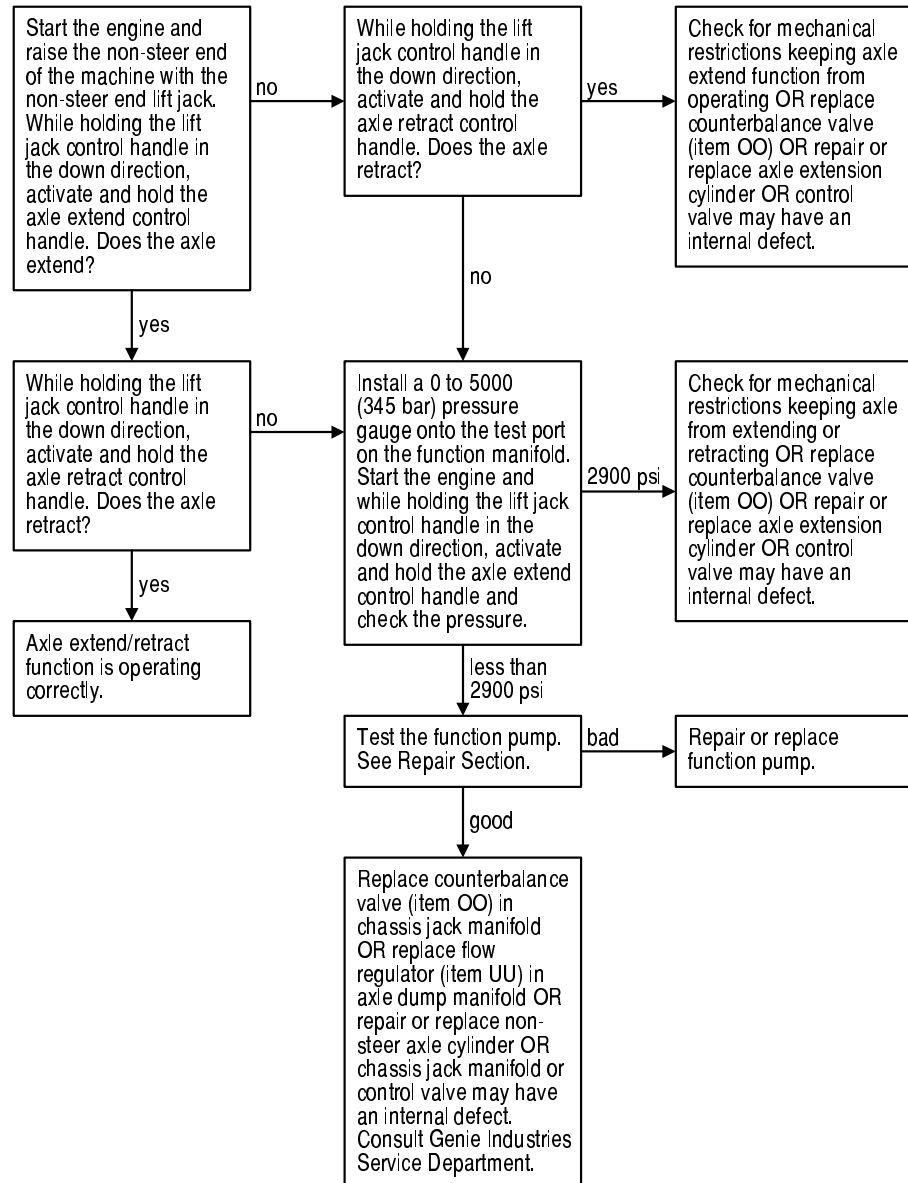 Start the engine and
raise the non-steer end
of the machine with the
non-steer end lift jack.
While holding the lift
jack control handle in
the down direction,
activate and hold the
axle extend control
handle. Does the axle
extend?
no
While holding the lift
jack control handle in
the down direction,
activate and hold the
axle retract control
handle. Does the axle
retract?
yes
Check for mechanical
restrictions keeping axle
extend function from
operating OR replace
counterbalance valve
(item OO) OR repair or
replace axle extension
cylinder OR control
valve may have an
internal defect.
yes
no
While holding the lift
jack control handle in
the down direction,
activate and hold the
axle retract control
handle. Does the axle
retract?
no
Install a 0 to 5000
(345 bar) pressure
gauge onto the test port
on the function manifold.
Start the engine and
while holding the lift jack
control handle in the
down direction, activate
and hold the axle extend
control handle and
check the pressure.
2900 psi
Check for mechanical
restrictions keeping axle
from extending or
retracting OR replace
counterbalance valve
(item OO) OR repair or
replace axle extension
cylinder OR control
valve may have an
internal defect.
yes
Axle extend/retract
function is operating
correctly.
less than
2900 psi
Test the function pump.
See Repair Section.
bad
Repair or replace
function pump.
good
Replace counterbalance
valve (item OO) in
chassis jack manifold
OR replace flow
regulator (item UU) in
axle dump manifold OR
repair or replace non-
steer axle cylinder OR
chassis jack manifold or
control valve may have
an internal defect.
Consult Genie Industries
Service Department.